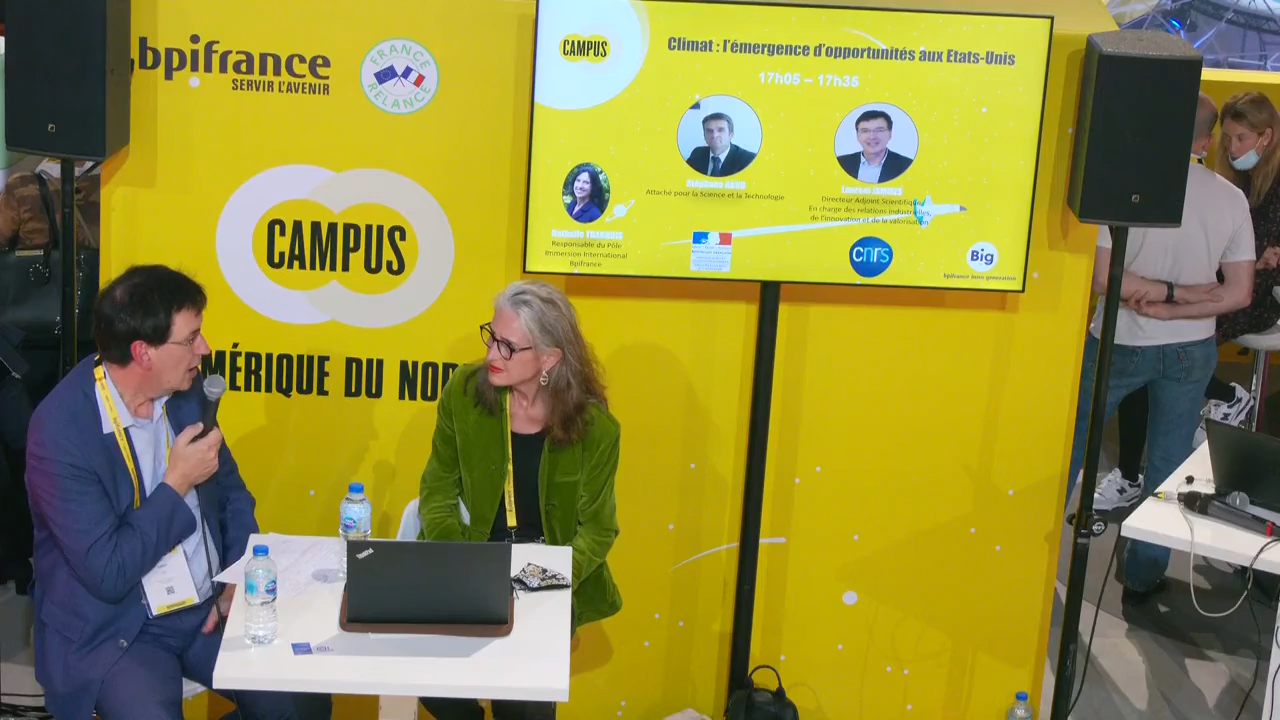 bpifrance
SERVIR L'AVENIR
FRANCE
RELANCE
CAMPUS
MÉRIQUE DU NOR
CAMPUS
Climat : l'émergence d'opportunités aux Etats-Unis
17h05 – 17h35
Attaché pour la Science et la Technologie
Directeur Adjoint Scientifique
En charge des relations industrielles,
de l'innovation et de la valorisation
Responsable du Pôle
Immersion International
Bpifrance
cnrs
Big
bpifrance inno generation
ThinkPad